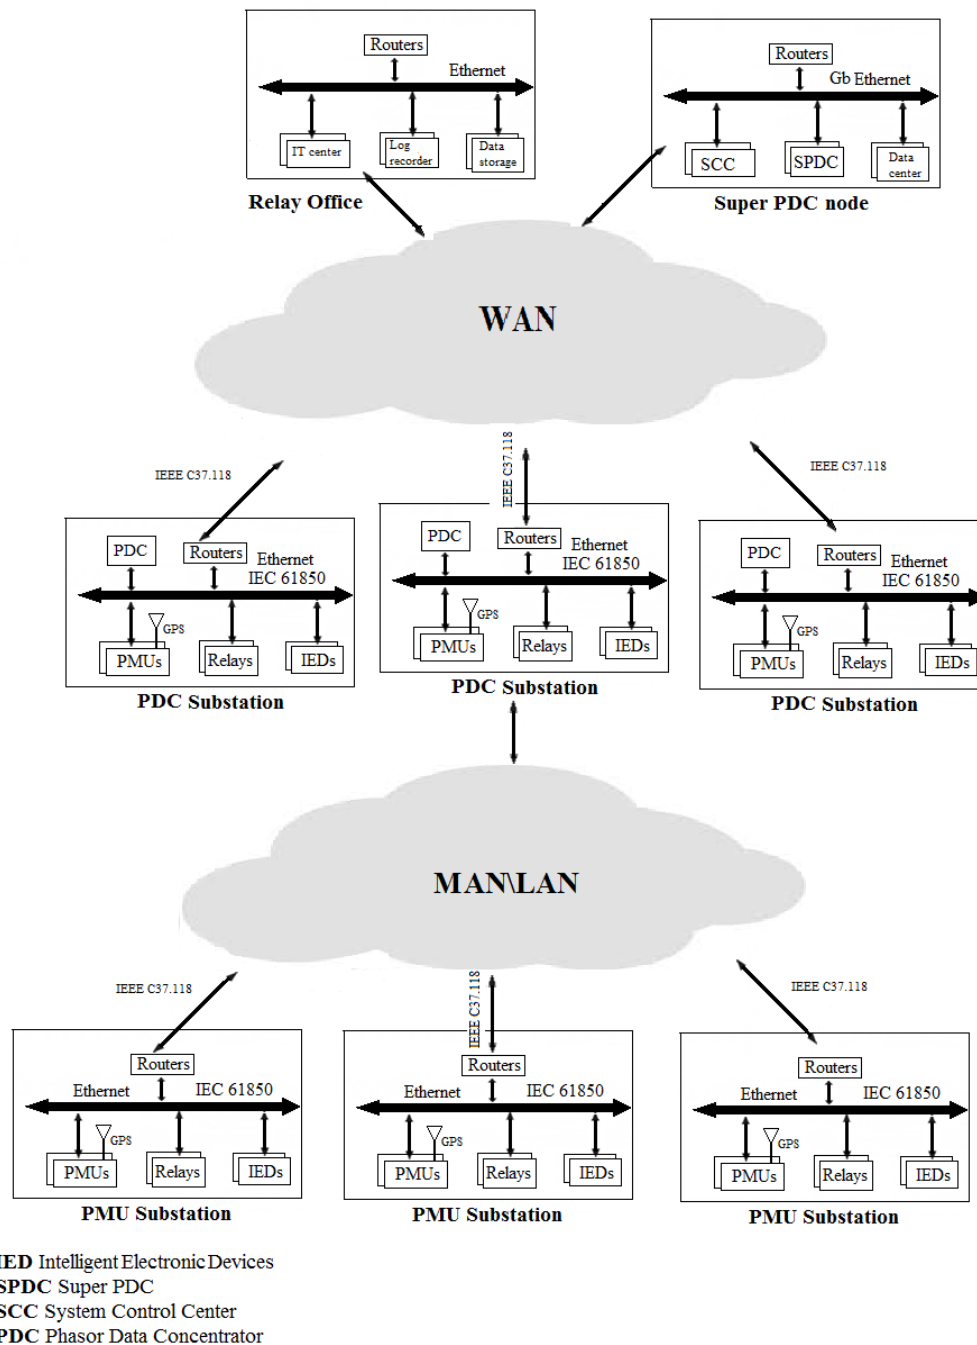 Routers
Ethernet
IT center
Log
recorder
Data
storage
Relay Office
Routers
Gb Ethernet
SCC
SPDC
Data
center
Super PDC node
WAN
IEEE C37.118
IEEE C37.118
IEEE C37.118
PDC
Routers
Ethernet
IEC 61850
GPS
PMUs
Relays
IEDs
PDC Substation
PDC
Routers
Ethernet
IEC 61850
GPS
PMUs
Relays
IEDs
PDC Substation
PDC
Routers
Ethernet
IEC 61850
GPS
PMUs
Relays
IEDs
PDC Substation
MAN\LAN
IEEE C37.118
IEEE C37.118
IEEE C37.118
Routers
Ethernet
IEC 61850
GPS
PMUs
Relays
IEDs
PMU Substation
Routers
Ethernet
IEC 61850
GPS
PMUs
Relays
IEDs
PMU Substation
Routers
Ethernet
IEC 61850
GPS
PMUs
Relays
IEDs
PMU Substation
IED Intelligent Electronic Devices
SPDC Super PDC
SCC System Control Center
PDC Phasor Data Concentrator